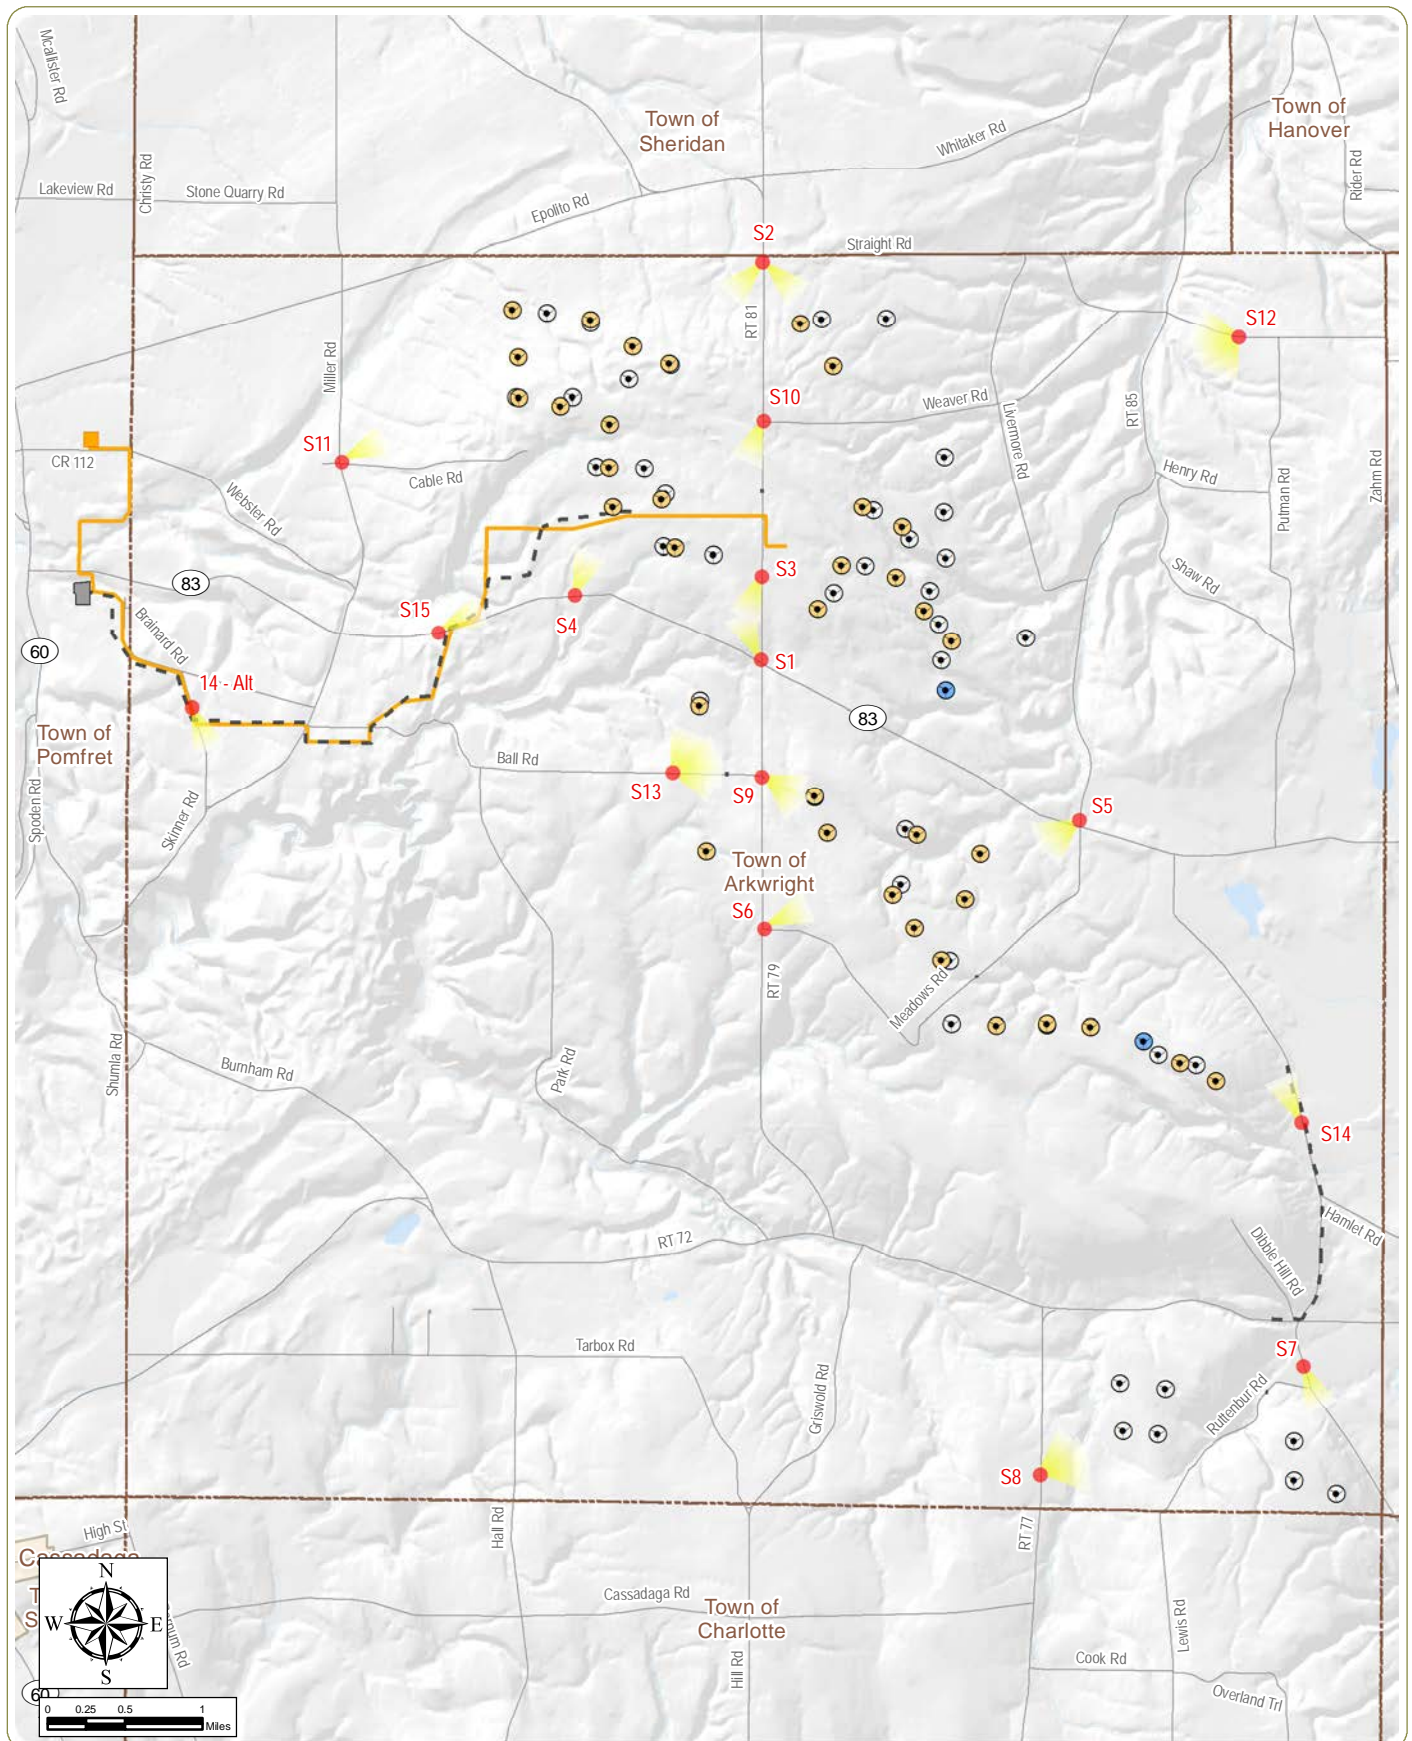 Mcallister Rd
Town of
Sheridan
Town of
Hanover
Whitaker Rd
Rider Rd
Christy Rd
Lakeview Rd
Stone Quarry Rd
Epolito Rd
S2
Straight Rd
RT 81
S12
Miller Rd
S10
Weaver Rd
Livermore Rd
RT 85
S11
CR 112
Cable Rd
Webster Rd
Henry Rd
Putman Rd
Zahm Rd
83
S3
Shaw Rd
S15
S4
Brainard Rd
60
S1
14 - Alt
83
Town of
Pomfret
Ball Rd
S13
S9
S5
Spoden Rd
Skinner Rd
Town of
Arkwright
S6
RT 79
Meadows Rd
Shumla Rd
Burnham Rd
Park Rd
S14
Hamlet Rd
RT 72
Dibble Hill Rd
Tarbox Rd
S7
Griswold Rd
Ruttenbur Rd
S8
High St
Hall Rd
RT 77
Cassadaga
N
W
E
S
Cassadaga Rd
Town of
Charlotte
Lewis Rd
Hill Rd
Cook Rd
Overland Trl
60
0 0.25 0.5 1
Miles